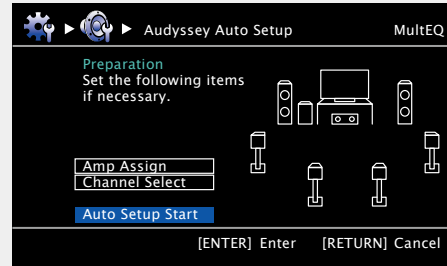 Audyssey Auto Setup
MultEQ
Preparation
Set the following items
if necessary.
Amp Assign
Channel Select
Auto Setup Start
[ENTER] Enter
[RETURN] Cancel